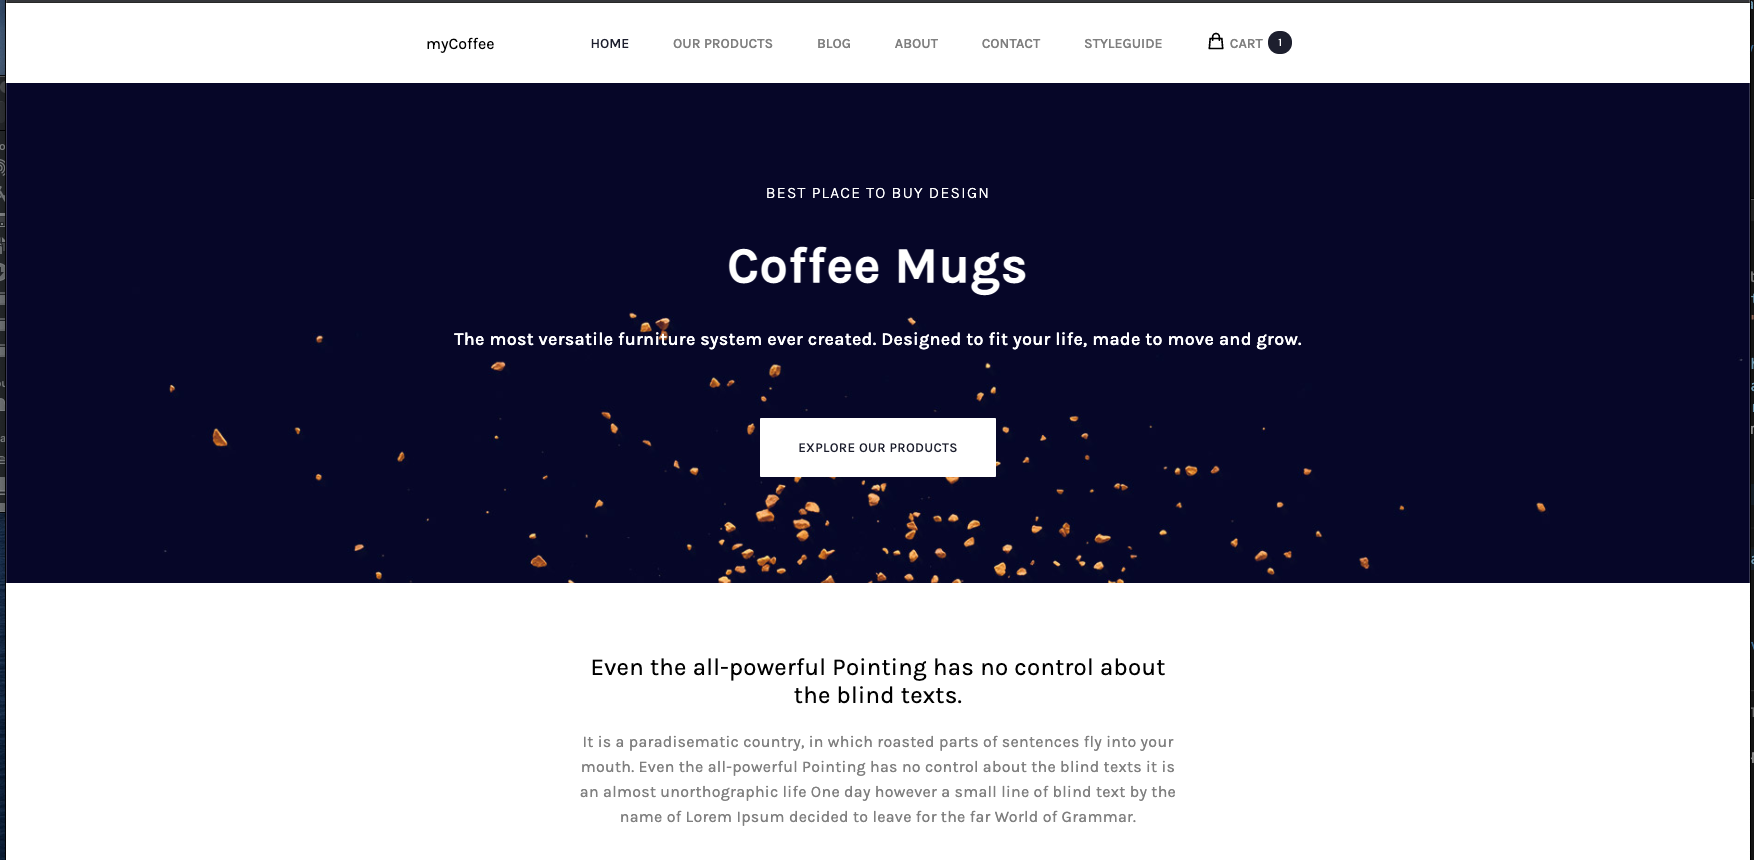 myCoffee
HOME
OUR PRODUCTS
BLOG
ABOUT
CONTACT
STYLEGUIDE
CART
1
BEST PLACE TO BUY DESIGN
Coffee Mugs
The most versatile furniture system ever created. Designed to fit your life, made to move and grow.
EXPLORE OUR PRODUCTS
Even the all-powerful Pointing has no control about
the blind texts.
It is a paradisematic country, in which roasted parts of sentences fly into your
mouth. Even the all-powerful Pointing has no control about the blind texts it is
an almost unorthographic life One day however a small line of blind text by the
name of Lorem Ipsum decided to leave for the far World of Grammar.